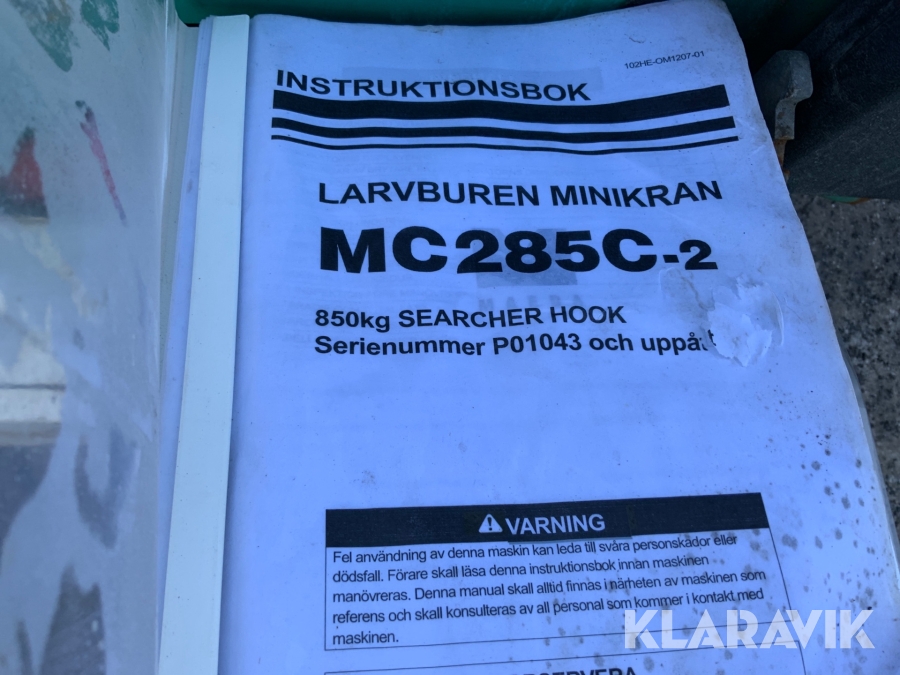 102HE-OM1207-01
INSTRUKTIONSBOK
LARVBUREN MINIKRAN
MC285C-2
850kg SEARCHER HOOK
Serienummer P01043 och uppåt
VARNING
Fel användning av denna maskin kan leda till svåra personskador eller
dödsfall. Förare skall läsa denna instruktionsbok innan maskinen
manövreras. Denna manual skall alltid finnas i närheten av maskinen som
referens och skall konsulteras av all personal som kommer i kontakt med
maskinen.
KLARAVIK